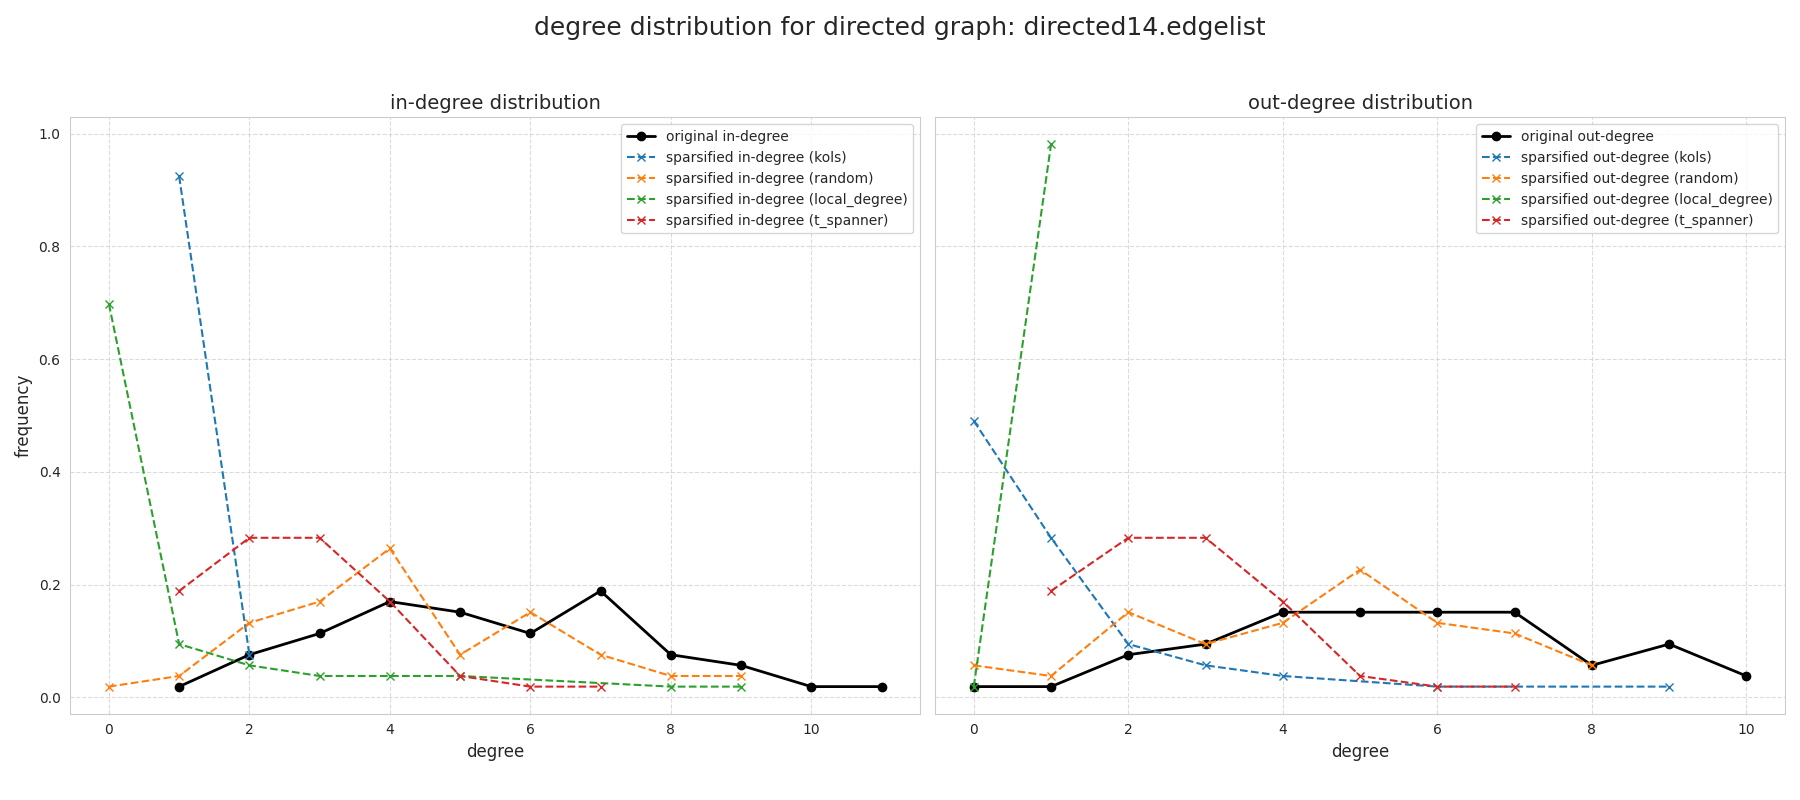 degree distribution for directed graph: directed14.edgelist
in-degree distribution
original in-degree
sparsified in-degree (kols)
sparsified in-degree (random)
sparsified in-degree (local_degree)
sparsified in-degree (t_spanner)
1.0
0.8
0.6
0.4
0.2
0.0
frequency
0 2 4 6 8 10
degree
out-degree distribution
original out-degree
sparsified out-degree (kols)
sparsified out-degree (random)
sparsified out-degree (local_degree)
sparsified out-degree (t_spanner)
0 2 4 6 8 10
degree